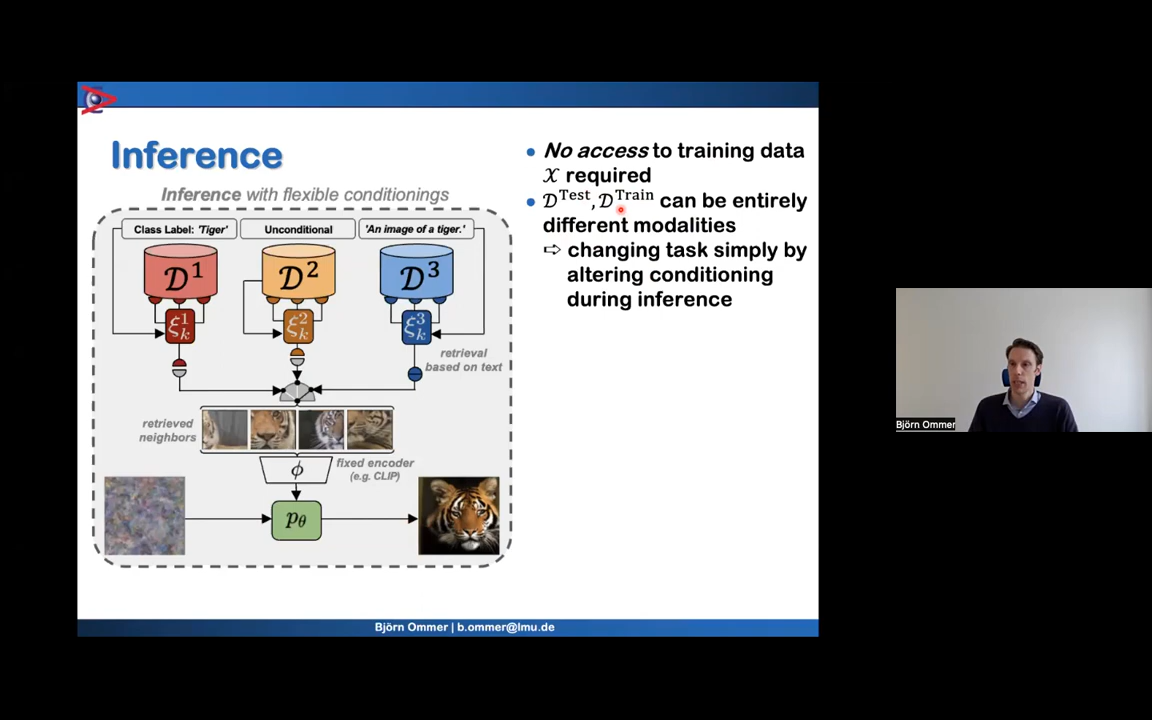 Inference
Inference with flexible conditionings
Class Label: 'Tiger'
Unconditional
'An image of a tiger.'
𝒟¹
𝒟²
𝒟³
ξ¹ₖ
ξ²ₖ
ξ³ₖ
retrieval
based on text
retrieved
neighbors
ϕ
fixed encoder
(e.g. CLIP)
p_θ
• No access to training data
𝒳 required
• 𝒟^Test, 𝒟^Train can be entirely
different modalities
⇨ changing task simply by
altering conditioning
during inference
Björn Ommer | b.ommer@lmu.de
Björn Ommer